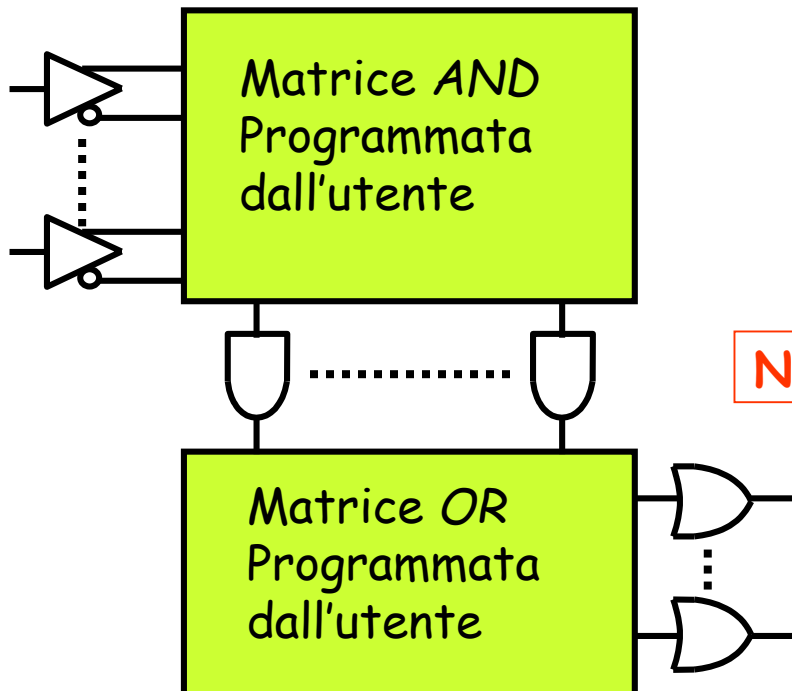 Matrice AND
Programmata
dall'utente
N
Matrice OR
Programmata
dall'utente